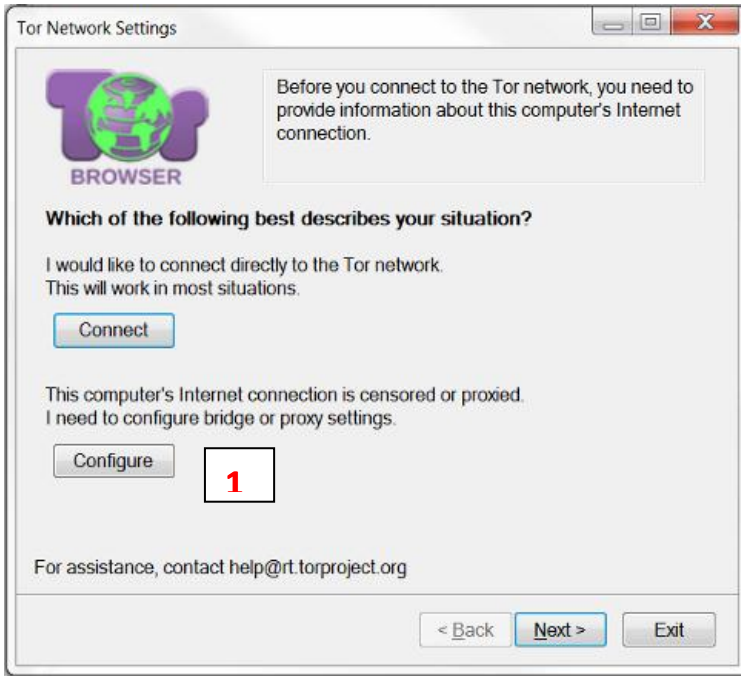 Tor Network Settings
Tor
BROWSER
Before you connect to the Tor network, you need to
provide information about this computer's Internet
connection.
Which of the following best describes your situation?
I would like to connect directly to the Tor network.
This will work in most situations.
Connect
This computer's Internet connection is censored or proxied.
I need to configure bridge or proxy settings.
Configure
1
For assistance, contact help@rt.torproject.org
< Back Next > Exit